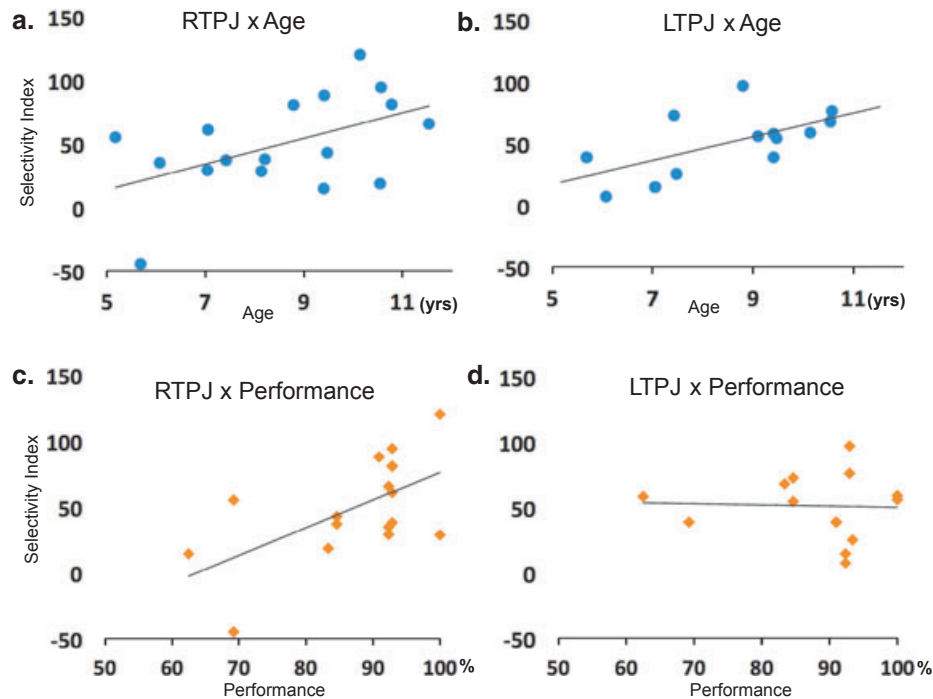 a. RTPJ x Age
150
100
50
0
-50
Selectivity Index
5 7 9 11 (yrs)
Age
b. LTPJ x Age
150
100
50
0
-50
5 7 9 11 (yrs)
Age
c. RTPJ x Performance
150
100
50
0
-50
Selectivity Index
50 60 70 80 90 100 %
Performance
d. LTPJ x Performance
150
100
50
0
-50
50 60 70 80 90 100%
Performance